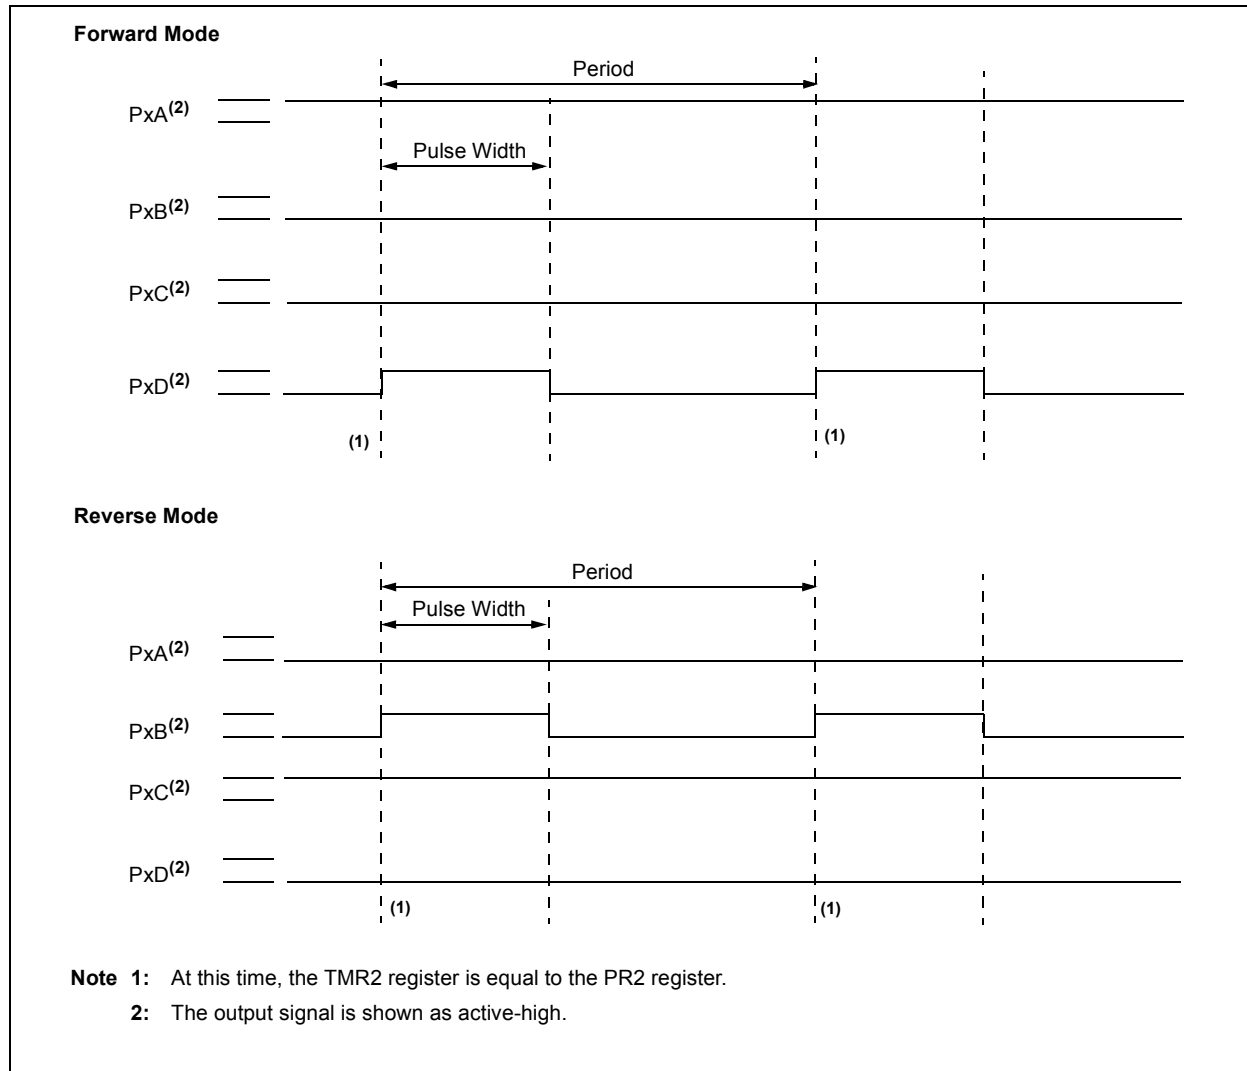 Forward Mode
Period
PxA(2)
Pulse Width
PxB(2)
PxC(2)
PxD(2)
(1)
(1)
Reverse Mode
Period
Pulse Width
PxA(2)
PxB(2)
PxC(2)
PxD(2)
(1)
(1)
Note 1: At this time, the TMR2 register is equal to the PR2 register.
2: The output signal is shown as active-high.